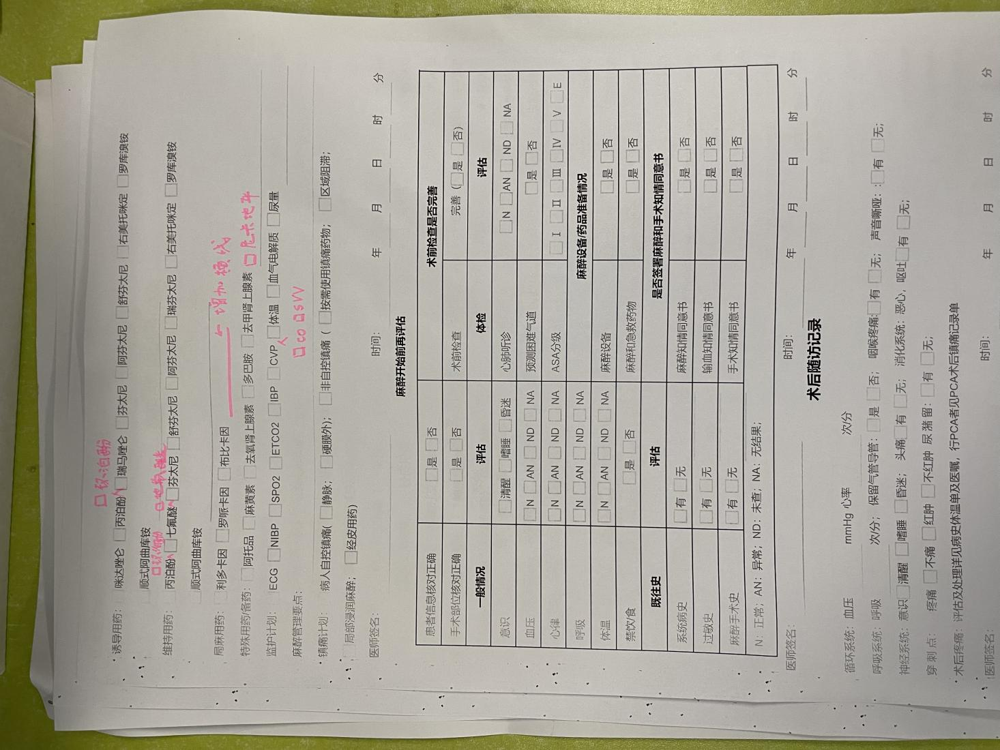 □环泊酚
诱导用药：□咪达唑仑 □丙泊酚 □瑞马唑仑 □芬太尼 □阿芬太尼 □舒芬太尼 □右美托咪定 □罗库溴铵
□顺式阿曲库铵
□环泊酚 □地氟醚
维持用药：□丙泊酚 □七氟醚 □芬太尼 □舒芬太尼 □阿芬太尼 □瑞芬太尼 □右美托咪定 □罗库溴铵
□顺式阿曲库铵
局麻用药：□利多卡因 □罗哌卡因 □布比卡因 ← 增加横线
特殊用药/备药：□阿托品 □麻黄素 □去氧肾上腺素 □多巴胺 □去甲肾上腺素 □尼卡地平
监护计划：□ECG □NIBP □SPO2 □ETCO2 □IBP □CVP □体温 □血气电解质 □尿量
□CO □SVV
麻醉管理要点：
镇痛计划：□病人自控镇痛(□静脉；□硬膜外)；□非自控镇痛（□按需使用镇痛药物；□区域阻滞；
□局部浸润麻醉；□经皮用药)
医师签名： 时间： 年 月 日 时 分
麻醉开始前再评估
患者信息核对正确 □是□否 术前检查是否完善
手术部位核对正确 □是□否 术前检查 完善（□是□否）
一般情况 评估 体检 评估
意识 □清醒□嗜睡□昏迷 心肺听诊 □N□AN□ND□NA
血压 □N□AN□ND□NA 预测困难气道 □是□否
心律 □N□AN□ND□NA ASA分级 □I□II□III□IV□V□E
呼吸 □N□AN□ND□NA 麻醉设备/药品准备情况
体温 □N□AN□ND□NA 麻醉设备 □是□否
禁饮/食 □是□否 麻醉和急救药物 □是□否
既往史 评估 是否签署麻醉和手术知情同意书
系统病史 □有□无 麻醉知情同意书 □是□否
过敏史 □有□无 输血知情同意书 □是□否
麻醉手术史 □有□无 手术知情同意书 □是□否
N：正常；AN：异常；ND：未查；NA：无结果；
医师签名： 时间： 年 月 日 时 分
术后随访记录
循环系统：血压 mmHg 心率 次/分
呼吸系统：呼吸 次/分；保留气管导管：□是□否；咽喉疼痛:□有□无；声音嘶哑：:□有□无；
神经系统：意识□清醒□嗜睡□昏迷；头痛□有□无；消化系统：恶心，呕吐□有□无；
穿刺点： 疼痛□不痛□红肿□不红肿 尿潴留：□有□无；
术后疼痛：评估及处理详见病史体温单及医嘱，行PCA者见PCA术后镇痛记录单
医师签名： 时间： 年 月 日 时 分